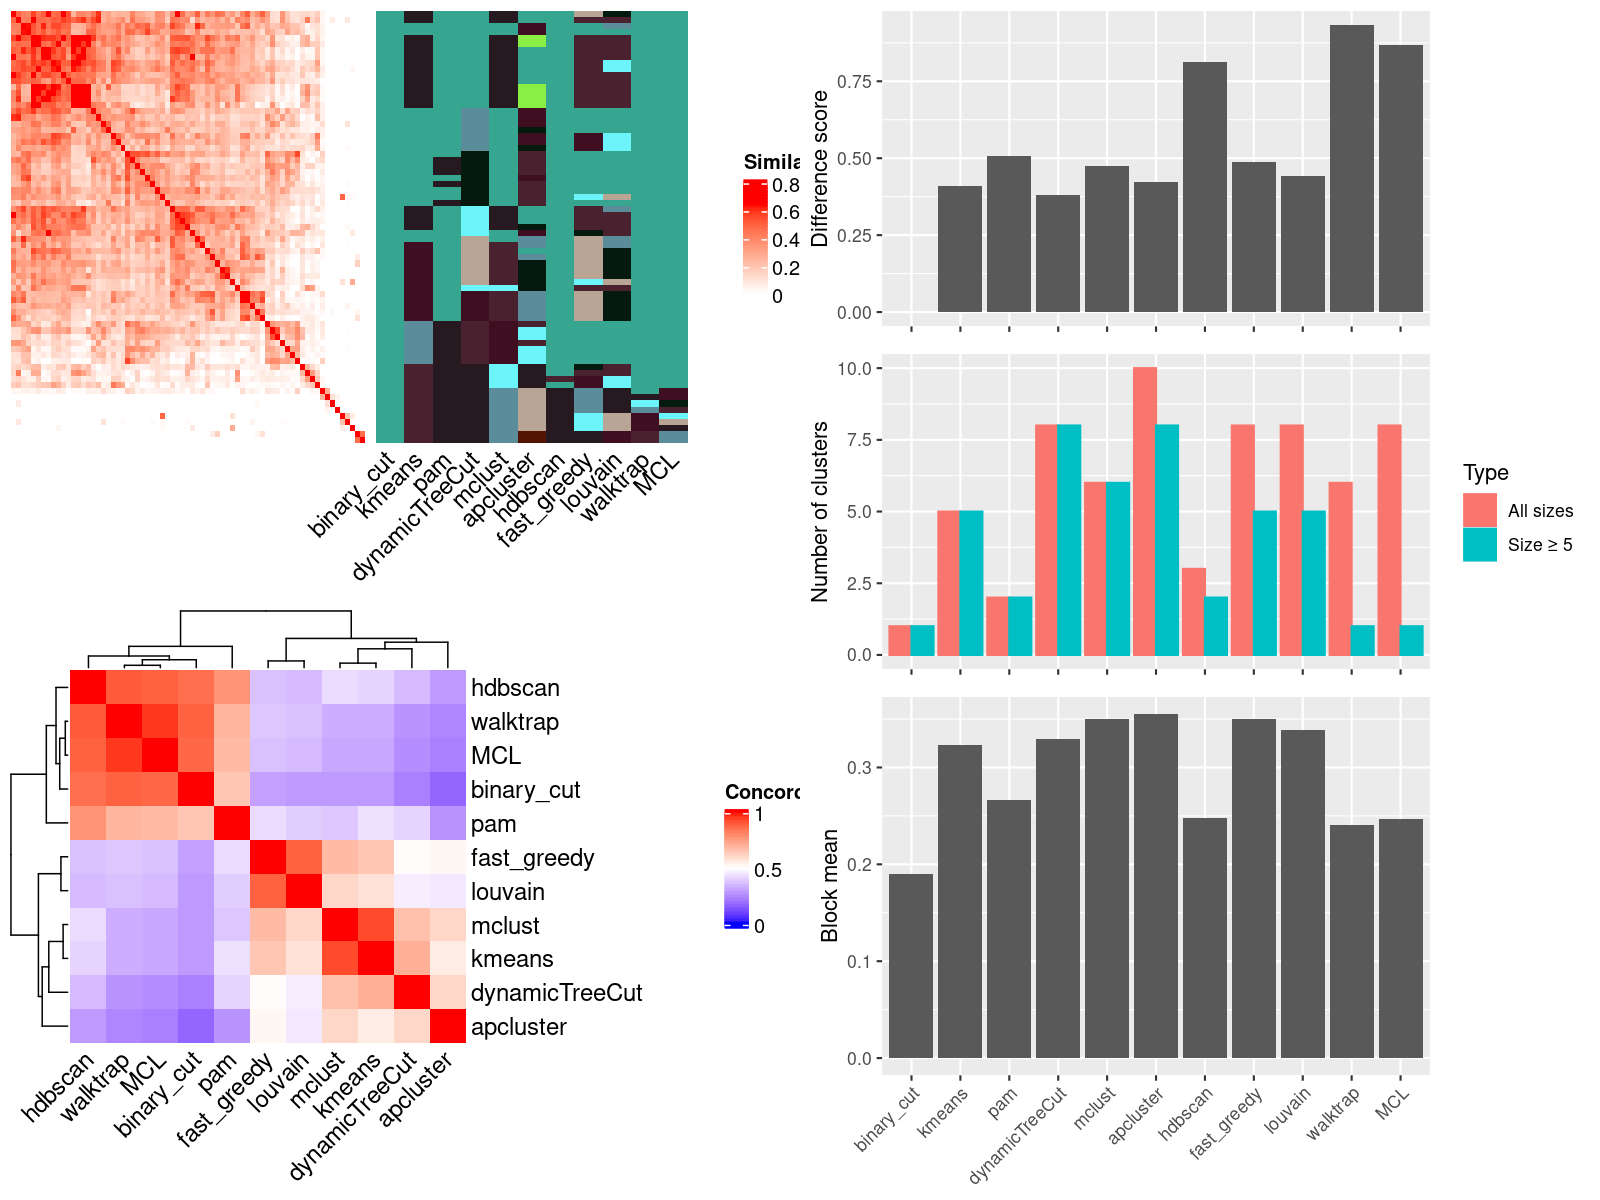 Simila
0.8
0.6
0.4
0.2
0
binary_cut
kmeans
pam
dynamicTreeCut
mclust
apcluster
hdbscan
fast_greedy
louvain
walktrap
MCL
hdbscan
walktrap
MCL
binary_cut
pam
fast_greedy
louvain
mclust
kmeans
dynamicTreeCut
apcluster
hdbscan
walktrap
MCL
binary_cut
pam
fast_greedy
louvain
mclust
kmeans
dynamicTreeCut
apcluster
Concord
1
0.5
0
Difference score
0.75
0.50
0.25
0.00
Number of clusters
10.0
7.5
5.0
2.5
0.0
Type
All sizes
Size ≥ 5
Block mean
0.3
0.2
0.1
0.0
binary_cut
kmeans
pam
dynamicTreeCut
mclust
apcluster
hdbscan
fast_greedy
louvain
walktrap
MCL